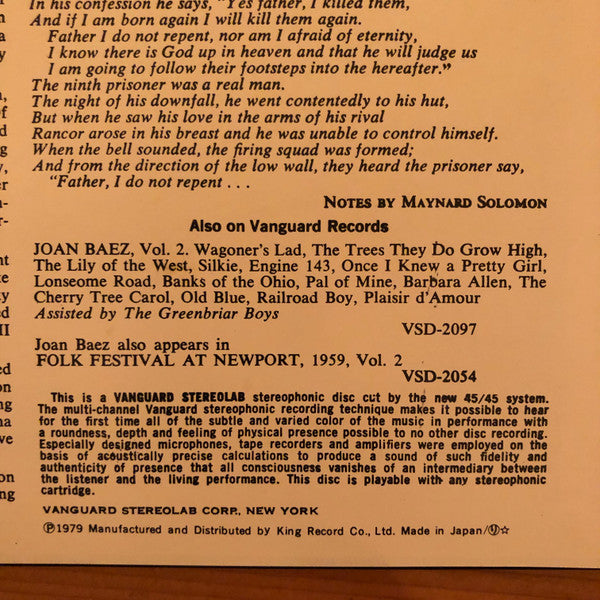 In his confession he says, "Yes father, I killed them,
And if I am born again I will kill them again.
Father I do not repent, nor am I afraid of eternity,
I know there is God up in heaven and that he will judge us
I am going to follow their footsteps into the hereafter."
The ninth prisoner was a real man.
The night of his downfall, he went contentedly to his hut,
But when he saw his love in the arms of his rival
Rancor arose in his breast and he was unable to control himself.
When the bell sounded, the firing squad was formed;
And from the direction of the low wall, they heard the prisoner say,
"Father, I do not repent . . .
NOTES BY MAYNARD SOLOMON
Also on Vanguard Records
JOAN BAEZ, Vol. 2. Wagoner's Lad, The Trees They Do Grow High,
The Lily of the West, Silkie, Engine 143, Once I Knew a Pretty Girl,
Lonseome Road, Banks of the Ohio, Pal of Mine, Barbara Allen, The
Cherry Tree Carol, Old Blue, Railroad Boy, Plaisir d'Amour
Assisted by The Greenbriar Boys
VSD-2097
Joan Baez also appears in
FOLK FESTIVAL AT NEWPORT, 1959, Vol. 2
VSD-2054
This is a VANGUARD STEREOLAB stereophonic disc cut by the new 45/45 system.
The multi-channel Vanguard stereophonic recording technique makes it possible to hear
for the first time all of the subtle and varied color of the music in performance with
a roundness, depth and feeling of physical presence possible to no other disc recording.
Especially designed microphones, tape recorders and amplifiers were employed on the
basis of acoustically precise calculations to produce a sound of such fidelity and
authenticity of presence that all consciousness vanishes of an intermediary between
the listener and the living performance. This disc is playable with any stereophonic
cartridge.
VANGUARD STEREOLAB CORP., NEW YORK
Ⓟ1979 Manufactured and Distributed by King Record Co., Ltd. Made in Japan/Ⓨ☆